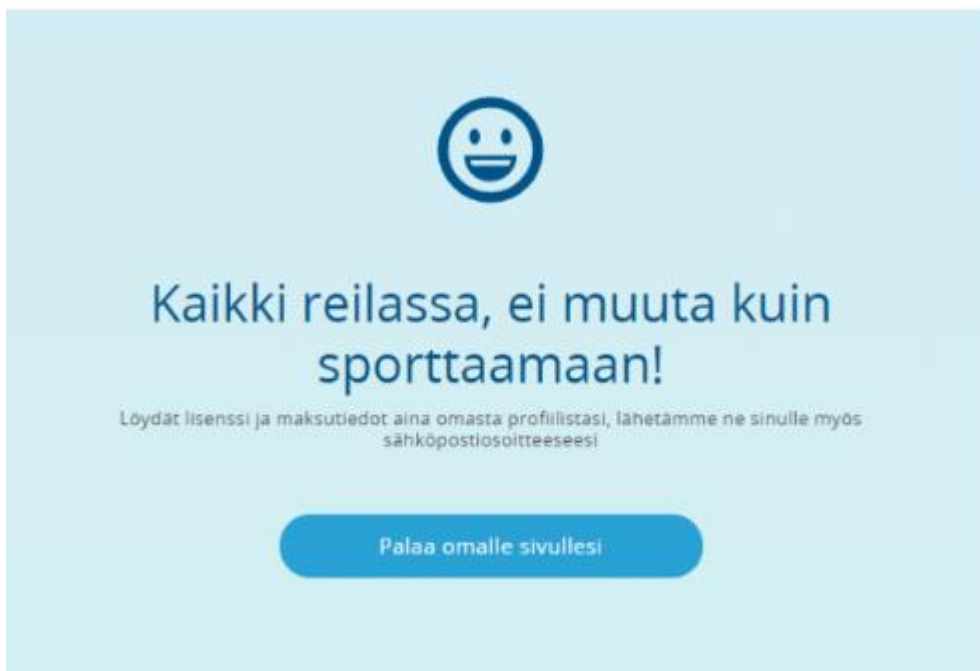 Kaikki reilassa, ei muuta kuin
sporttaamaan!
Löydät lisenssi ja maksutiedot aina omasta profiilistasi, lähetämme ne sinulle myös
sähköpostiosoitteeseesi
Palaa omalle sivullesi